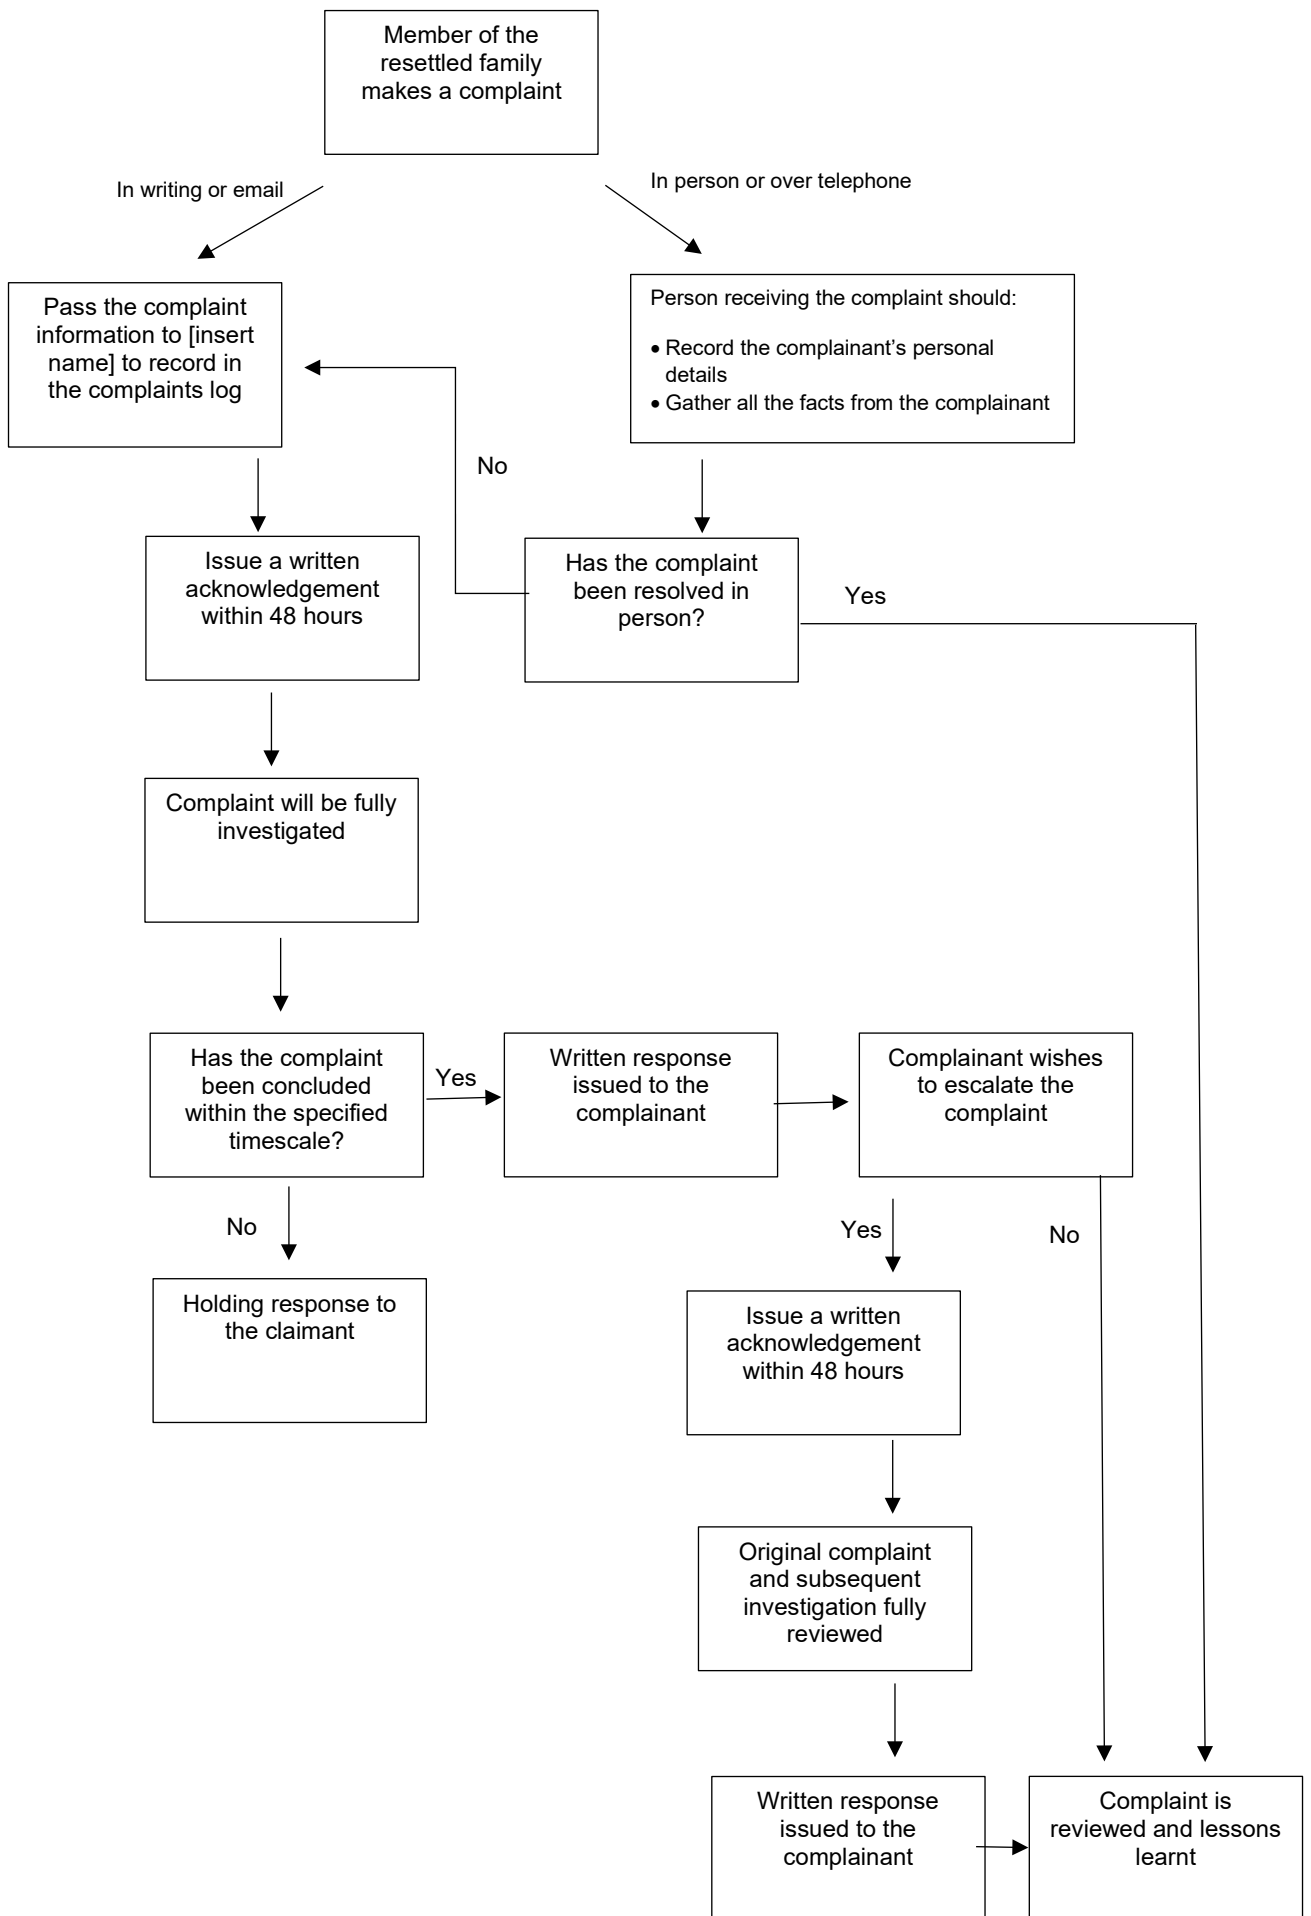 Member of the
resettled family
makes a complaint
In writing or email
In person or over telephone
Pass the complaint
information to [insert
name] to record in
the complaints log
Person receiving the complaint should:
• Record the complainant’s personal
details
• Gather all the facts from the complainant
No
Issue a written
acknowledgement
within 48 hours
Has the complaint
been resolved in
person?
Yes
Complaint will be fully
investigated
Has the complaint
been concluded
within the specified
timescale?
Yes
Written response
issued to the
complainant
Complainant wishes
to escalate the
complaint
No
Yes
No
Holding response to
the claimant
Issue a written
acknowledgement
within 48 hours
Original complaint
and subsequent
investigation fully
reviewed
Written response
issued to the
complainant
Complaint is
reviewed and lessons
learnt